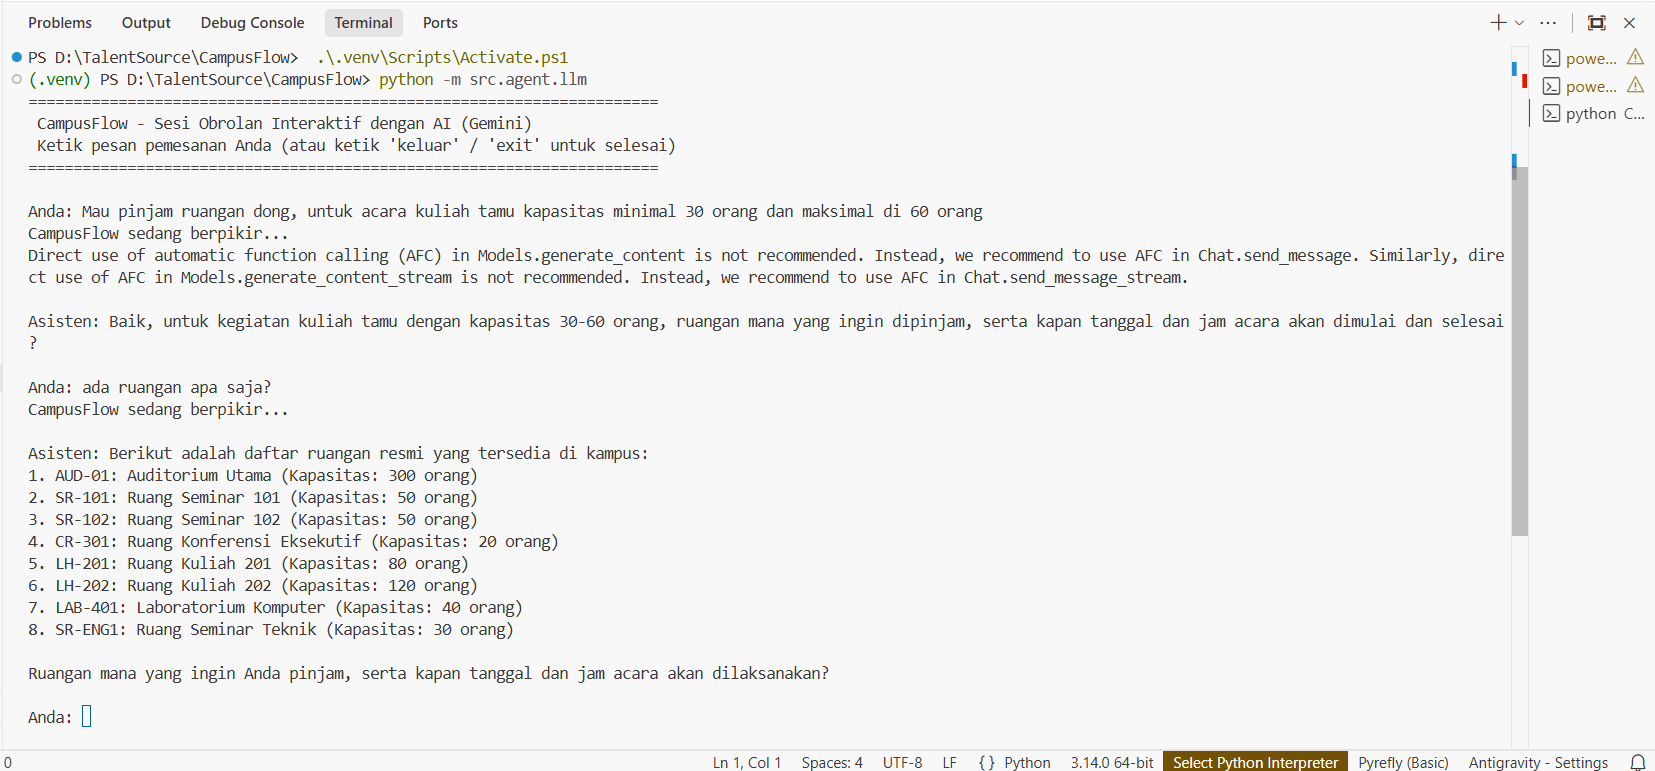 Problems Output Debug Console Terminal Ports
PS D:\TalentSource\CampusFlow> .\.venv\Scripts\Activate.ps1
(.venv) PS D:\TalentSource\CampusFlow> python -m src.agent.llm
======================================================================
CampusFlow - Sesi Obrolan Interaktif dengan AI (Gemini)
Ketik pesan pemesanan Anda (atau ketik 'keluar' / 'exit' untuk selesai)
======================================================================
Anda: Mau pinjam ruangan dong, untuk acara kuliah tamu kapasitas minimal 30 orang dan maksimal di 60 orang
CampusFlow sedang berpikir...
Direct use of automatic function calling (AFC) in Models.generate_content is not recommended. Instead, we recommend to use AFC in Chat.send_message. Similarly, dire
ct use of AFC in Models.generate_content_stream is not recommended. Instead, we recommend to use AFC in Chat.send_message_stream.
Asisten: Baik, untuk kegiatan kuliah tamu dengan kapasitas 30-60 orang, ruangan mana yang ingin dipinjam, serta kapan tanggal dan jam acara akan dimulai dan selesai
?
Anda: ada ruangan apa saja?
CampusFlow sedang berpikir...
Asisten: Berikut adalah daftar ruangan resmi yang tersedia di kampus:
1. AUD-01: Auditorium Utama (Kapasitas: 300 orang)
2. SR-101: Ruang Seminar 101 (Kapasitas: 50 orang)
3. SR-102: Ruang Seminar 102 (Kapasitas: 50 orang)
4. CR-301: Ruang Konferensi Eksekutif (Kapasitas: 20 orang)
5. LH-201: Ruang Kuliah 201 (Kapasitas: 80 orang)
6. LH-202: Ruang Kuliah 202 (Kapasitas: 120 orang)
7. LAB-401: Laboratorium Komputer (Kapasitas: 40 orang)
8. SR-ENG1: Ruang Seminar Teknik (Kapasitas: 30 orang)
Ruangan mana yang ingin Anda pinjam, serta kapan tanggal dan jam acara akan dilaksanakan?
Anda:
powe...
powe...
python C...
0 Ln 1, Col 1 Spaces: 4 UTF-8 LF {} Python 3.14.0 64-bit Select Python Interpreter Pyrefly (Basic) Antigravity - Settings